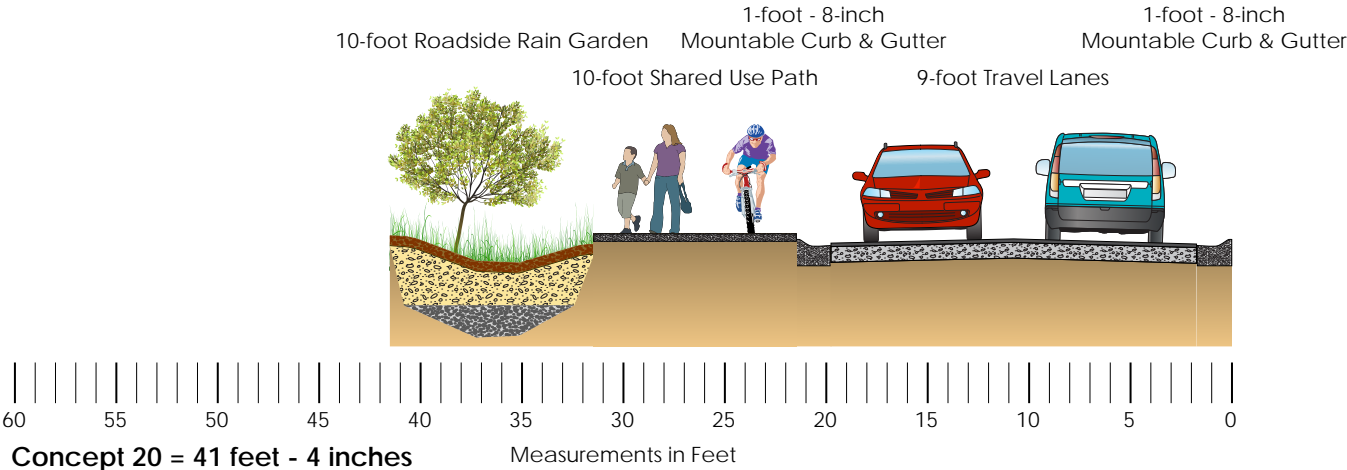 1-foot - 8-inch
Mountable Curb & Gutter
1-foot - 8-inch
Mountable Curb & Gutter
10-foot Roadside Rain Garden
10-foot Shared Use Path
9-foot Travel Lanes
60 55 50 45 40 35 30 25 20 15 10 5 0
Concept 20 = 41 feet - 4 inches
Measurements in Feet